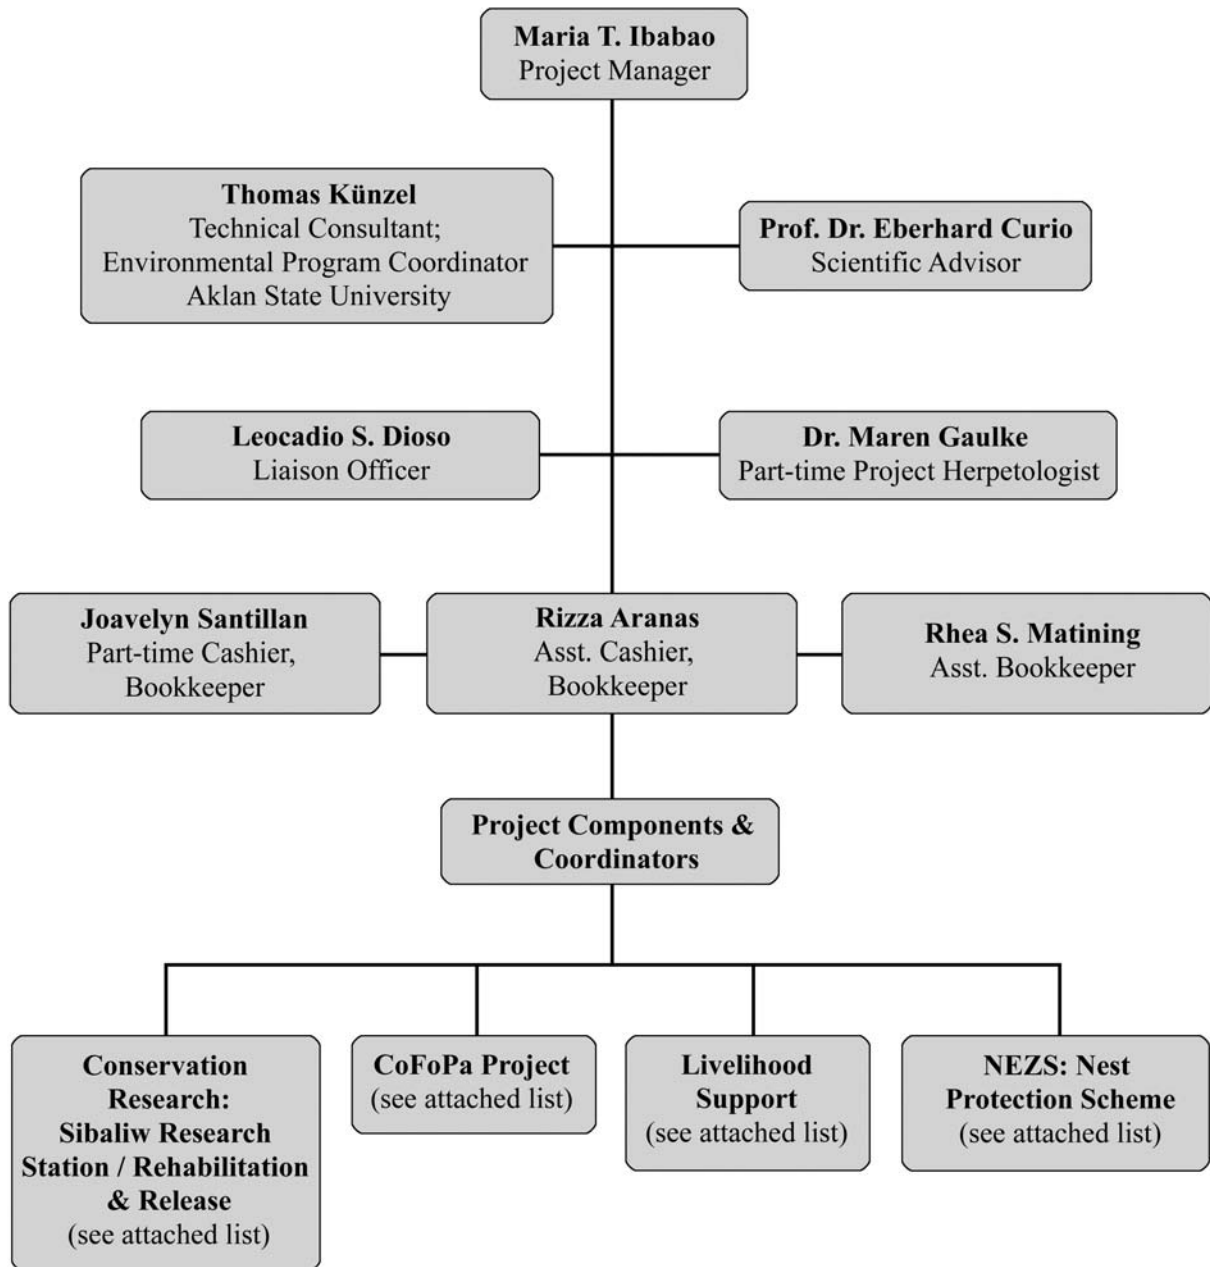 Maria T. Ibabao
Project Manager
Thomas Künzel
Technical Consultant;
Environmental Program Coordinator
Aklan State University
Prof. Dr. Eberhard Curio
Scientific Advisor
Leocadio S. Dioso
Liaison Officer
Dr. Maren Gaulke
Part-time Project Herpetologist
Joavelyn Santillan
Part-time Cashier,
Bookkeeper
Rizza Aranas
Asst. Cashier,
Bookkeeper
Rhea S. Matining
Asst. Bookkeeper
Project Components &
Coordinators
Conservation
Research:
Sibaliw Research
Station / Rehabilitation
& Release
(see attached list)
CoFoPa Project
(see attached list)
Livelihood
Support
(see attached list)
NEZS: Nest
Protection Scheme
(see attached list)